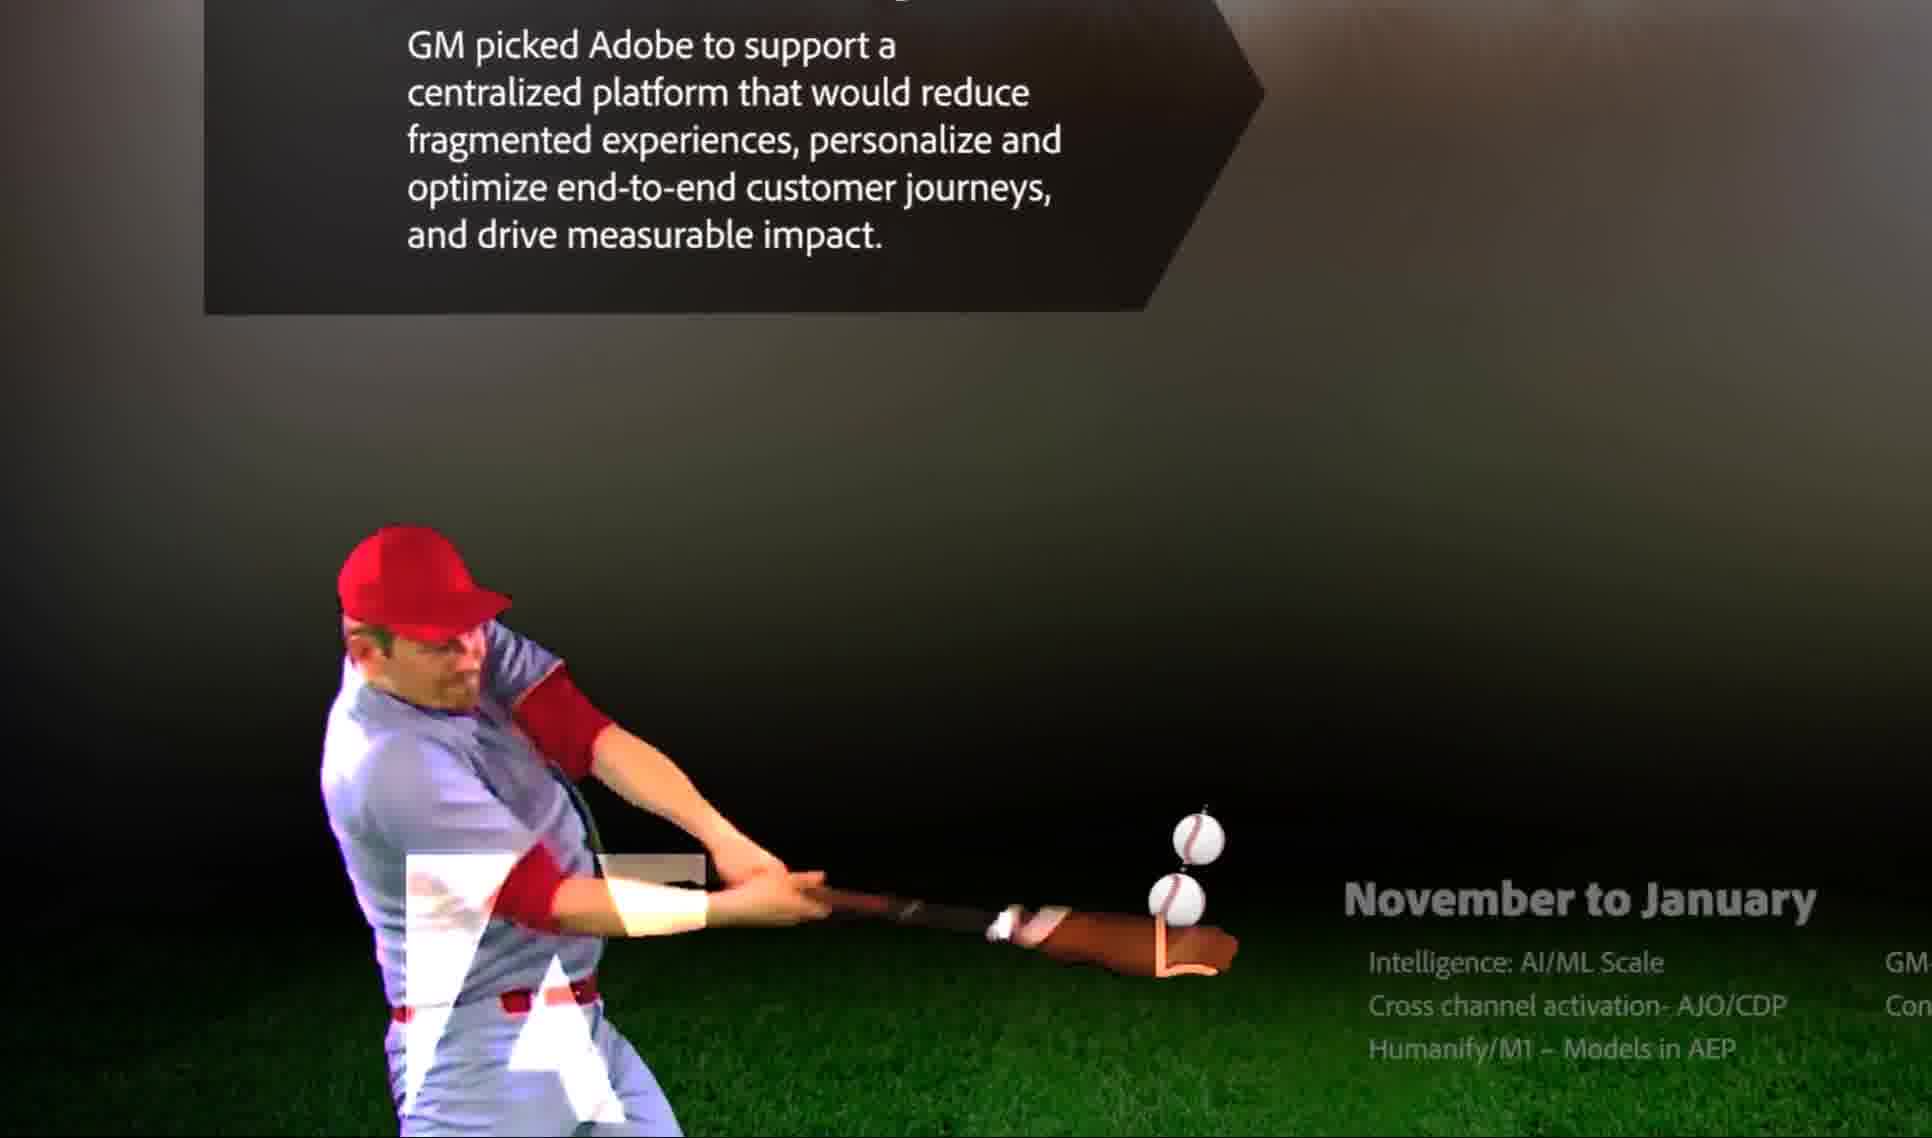 GM picked Adobe to support a
centralized platform that would reduce
fragmented experiences, personalize and
optimize end-to-end customer journeys,
and drive measurable impact.
November to January
Intelligence: AI/ML Scale
Cross channel activation- AJO/CDP
Humanify/M1 – Models in AEP
GM